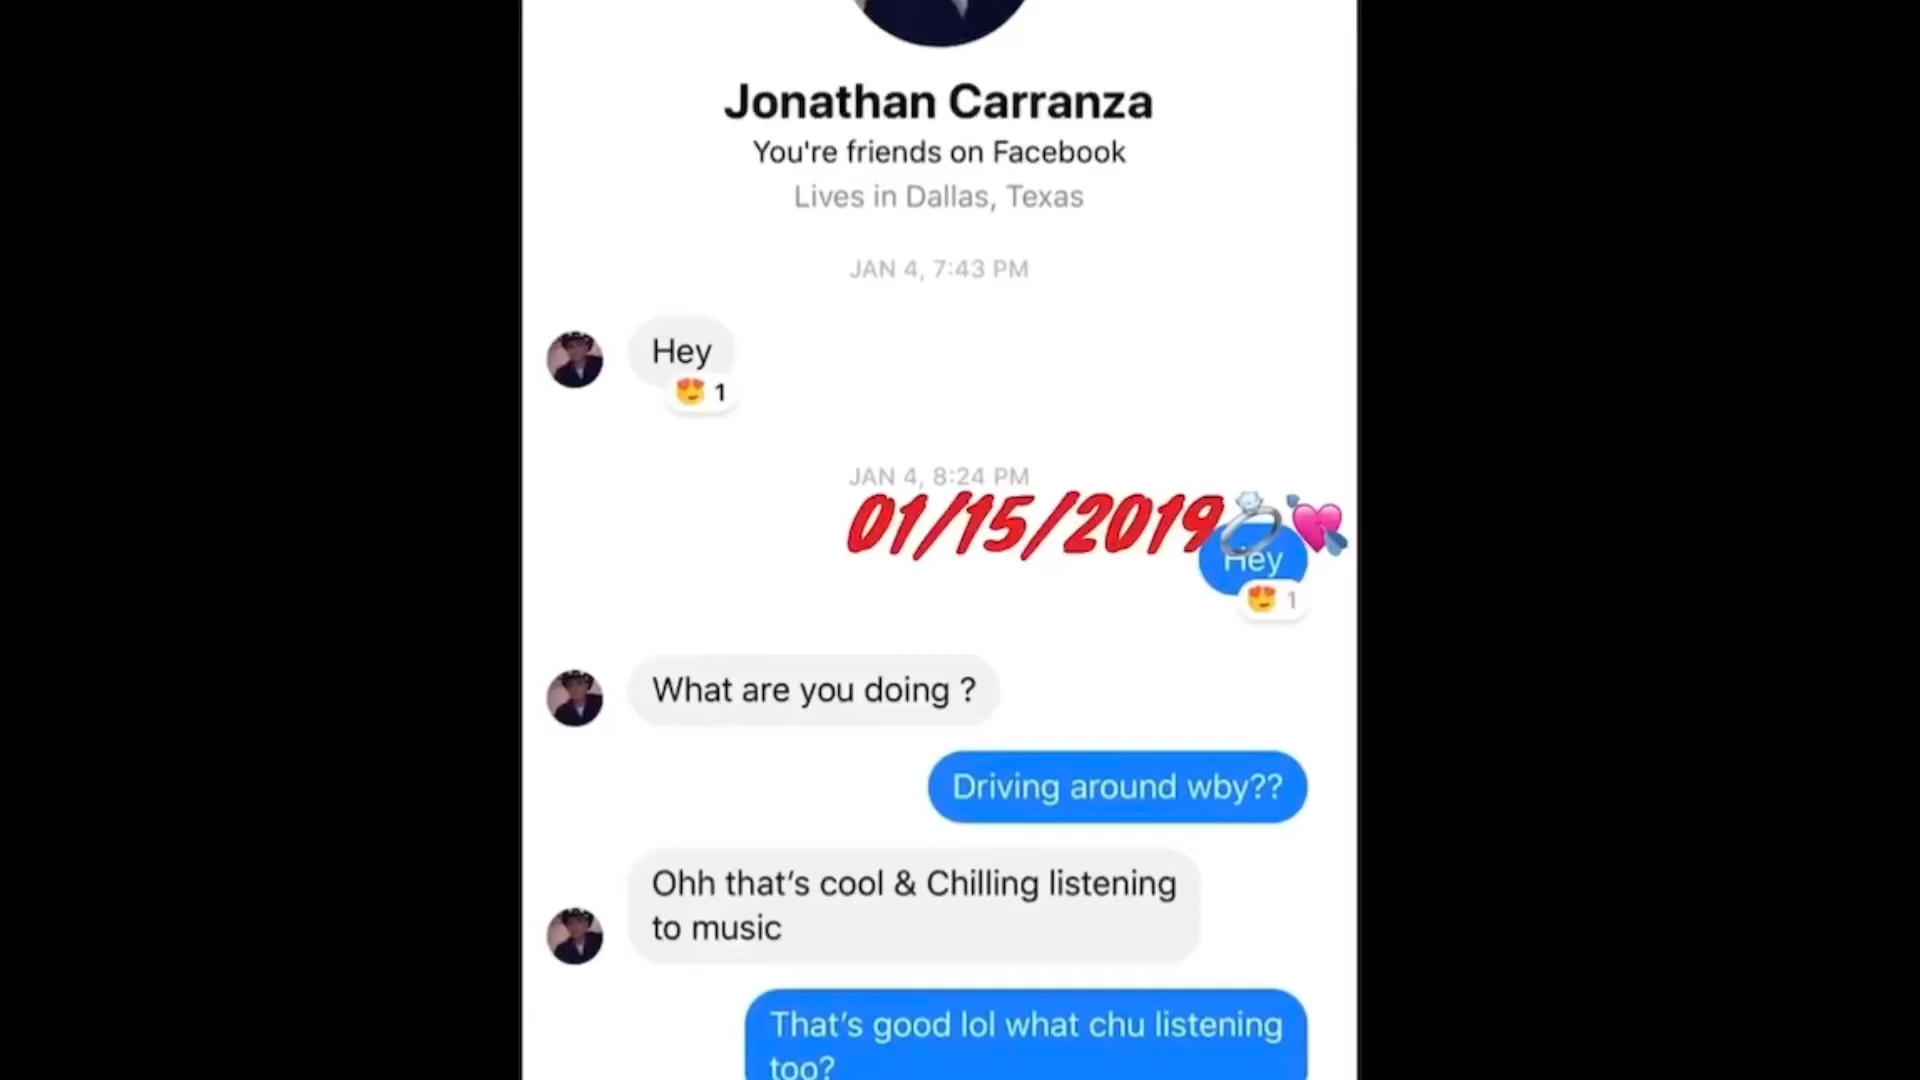 Jonathan Carranza
You're friends on Facebook
Lives in Dallas, Texas
JAN 4, 7:43 PM
Hey
😍 1
JAN 4, 8:24 PM
01/15/2019💍💘
Hey
😍 1
What are you doing ?
Driving around wby??
Ohh that's cool & Chilling listening
to music
That's good lol what chu listening
too?